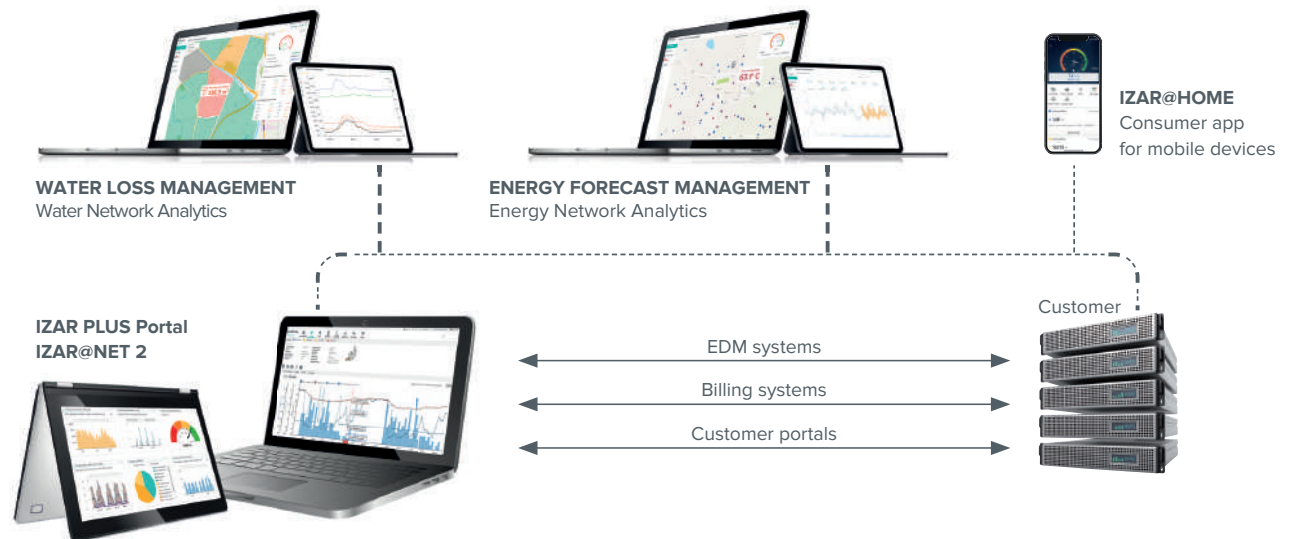 IZAR@HOME
Consumer app
for mobile devices
WATER LOSS MANAGEMENT
Water Network Analytics
ENERGY FORECAST MANAGEMENT
Energy Network Analytics
IZAR PLUS Portal
IZAR@NET 2
Customer
EDM systems
Billing systems
Customer portals